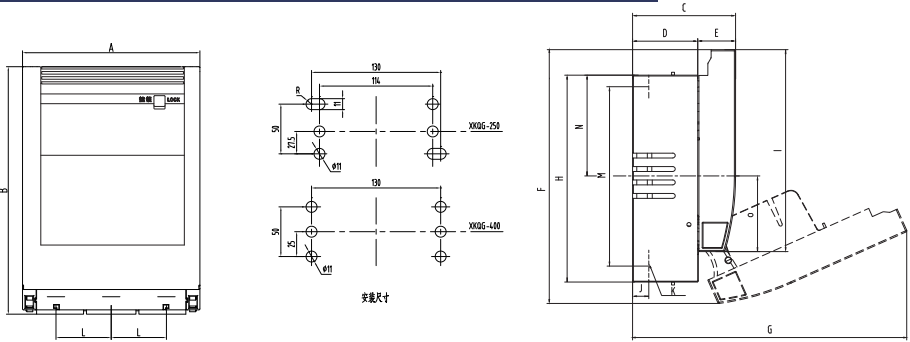 A
B
L
L
LOCK
130
114
R
11
50
27.5
ø11
XKQG-250
130
50
25
ø11
XKQG-400
安装尺寸
C
D
E
F
H
N
M
I
O
J
K
G